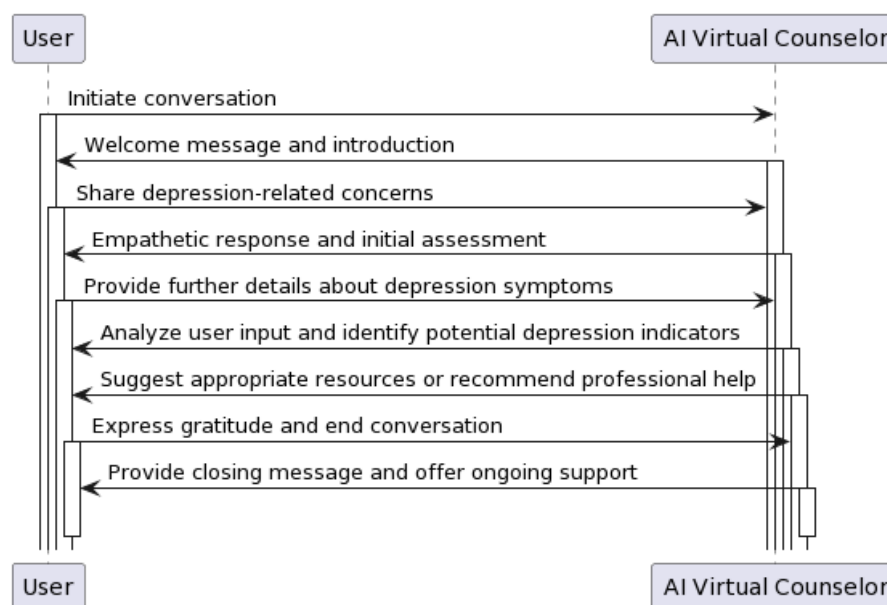 User
AI Virtual Counselor
Initiate conversation
Welcome message and introduction
Share depression-related concerns
Empathetic response and initial assessment
Provide further details about depression symptoms
Analyze user input and identify potential depression indicators
Suggest appropriate resources or recommend professional help
Express gratitude and end conversation
Provide closing message and offer ongoing support
User
AI Virtual Counselor